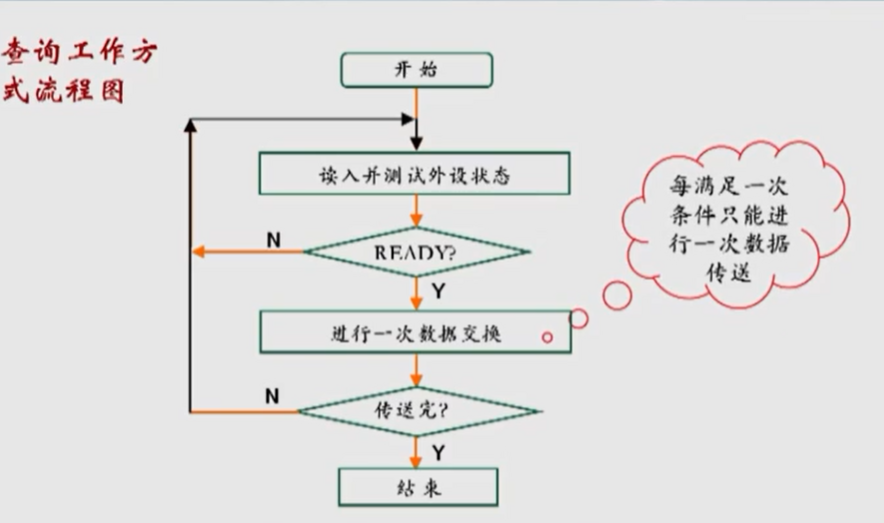 查询工作方
式流程图
开始
读入并测试外设状态
N
READY?
Y
进行一次数据交换
每满足一次
条件只能进
行一次数据
传送
N
传送完?
Y
结束